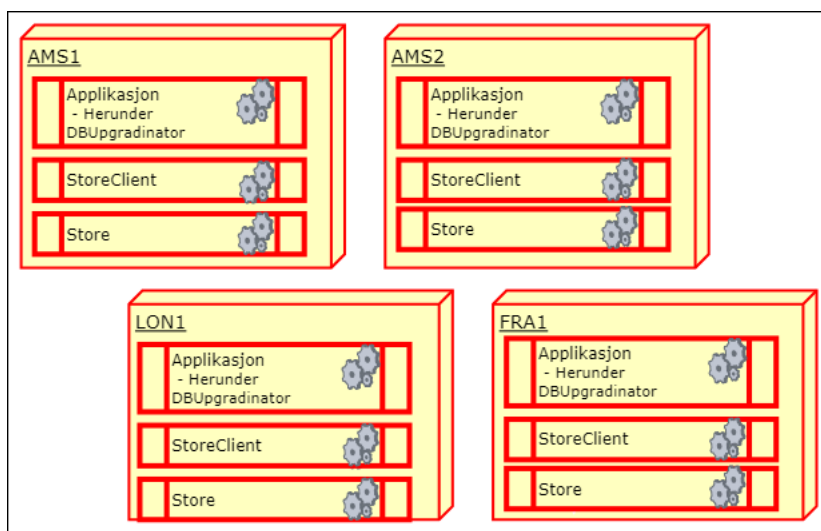 AMS1
Applikasjon
- Herunder
DBUpgradinator
StoreClient
Store
AMS2
Applikasjon
- Herunder
DBUpgradinator
StoreClient
Store
LON1
Applikasjon
- Herunder
DBUpgradinator
StoreClient
Store
FRA1
Applikasjon
- Herunder
DBUpgradinator
StoreClient
Store